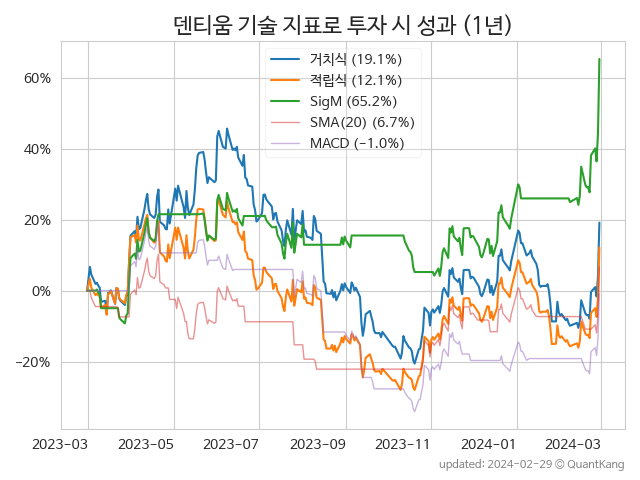 덴티움 기술 지표로 투자 시 성과 (1년)
거치식 (19.1%)
적립식 (12.1%)
SigM (65.2%)
SMA(20) (6.7%)
MACD (−1.0%)
60%
40%
20%
0%
−20%
2023-03 2023-05 2023-07 2023-09 2023-11 2024-01 2024-03
updated: 2024-02-29 ⓒ QuantKang